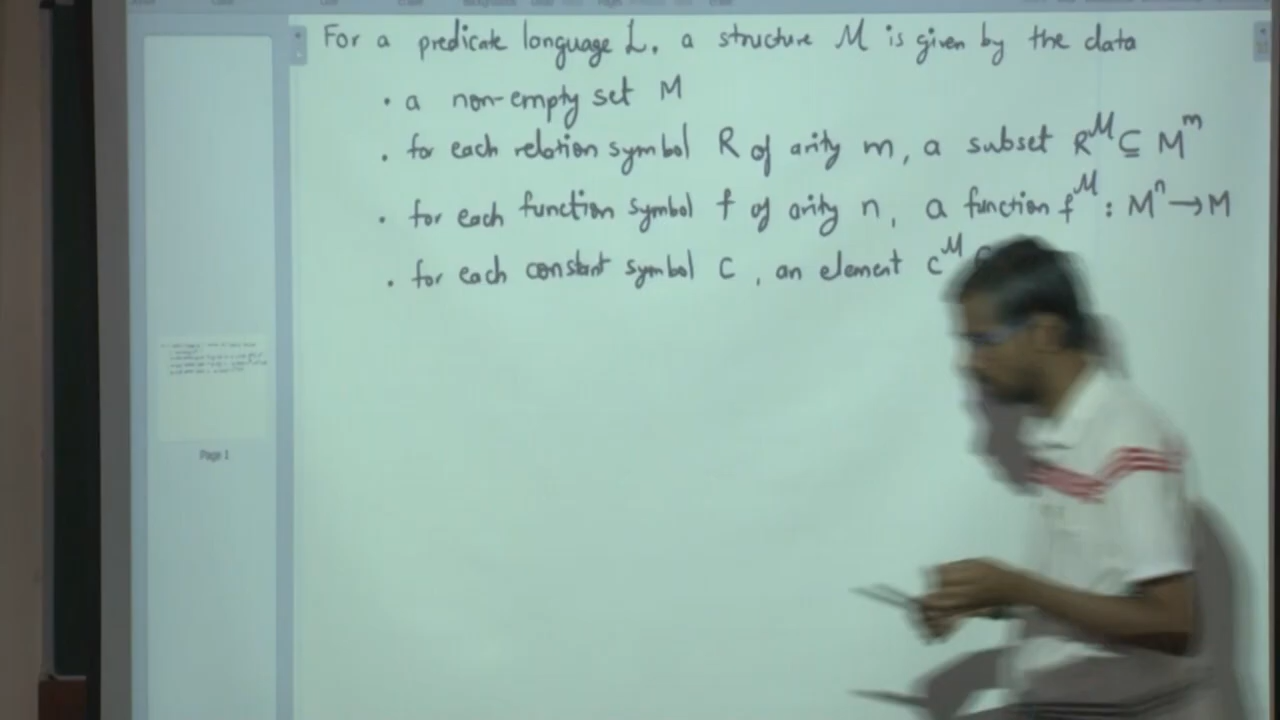 For a predicate language L, a structure M is given by the data
• a non-empty set M
• for each relation symbol R of arity m, a subset R^M ⊆ M^m
• for each function symbol f of arity n, a function f^M : M^n → M
• for each constant symbol c, an element c^M
Page 1